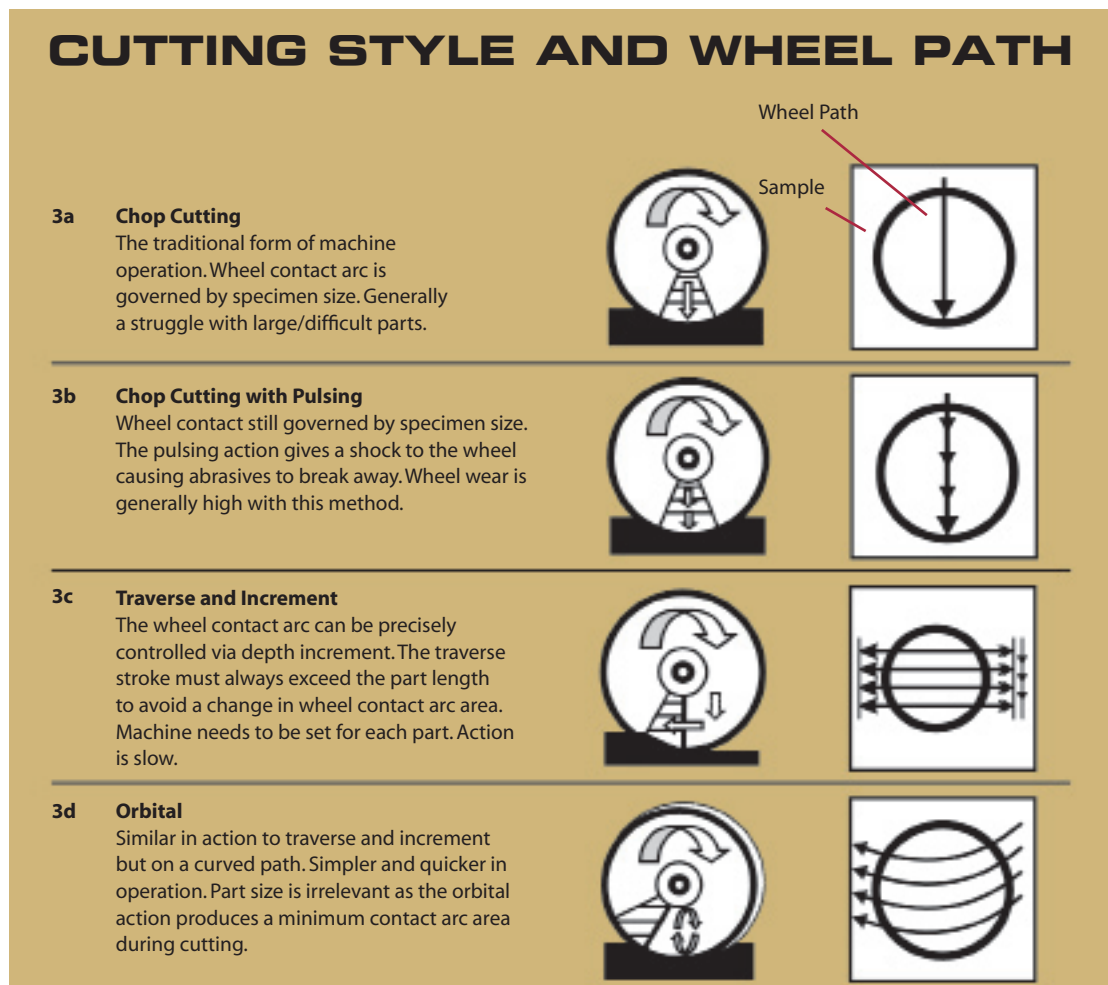 CUTTING STYLE AND WHEEL PATH
Wheel Path
Sample
3a Chop Cutting
The traditional form of machine
operation. Wheel contact arc is
governed by specimen size. Generally
a struggle with large/difficult parts.
3b Chop Cutting with Pulsing
Wheel contact still governed by specimen size.
The pulsing action gives a shock to the wheel
causing abrasives to break away. Wheel wear is
generally high with this method.
3c Traverse and Increment
The wheel contact arc can be precisely
controlled via depth increment. The traverse
stroke must always exceed the part length
to avoid a change in wheel contact arc area.
Machine needs to be set for each part. Action
is slow.
3d Orbital
Similar in action to traverse and increment
but on a curved path. Simpler and quicker in
operation. Part size is irrelevant as the orbital
action produces a minimum contact arc area
during cutting.